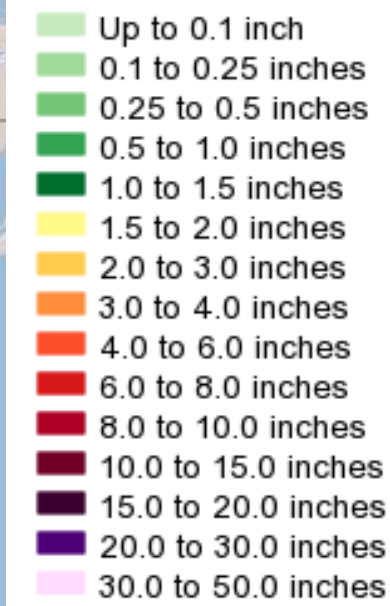 Up to 0.1 inch
0.1 to 0.25 inches
0.25 to 0.5 inches
0.5 to 1.0 inches
1.0 to 1.5 inches
1.5 to 2.0 inches
2.0 to 3.0 inches
3.0 to 4.0 inches
4.0 to 6.0 inches
6.0 to 8.0 inches
8.0 to 10.0 inches
10.0 to 15.0 inches
15.0 to 20.0 inches
20.0 to 30.0 inches
30.0 to 50.0 inches